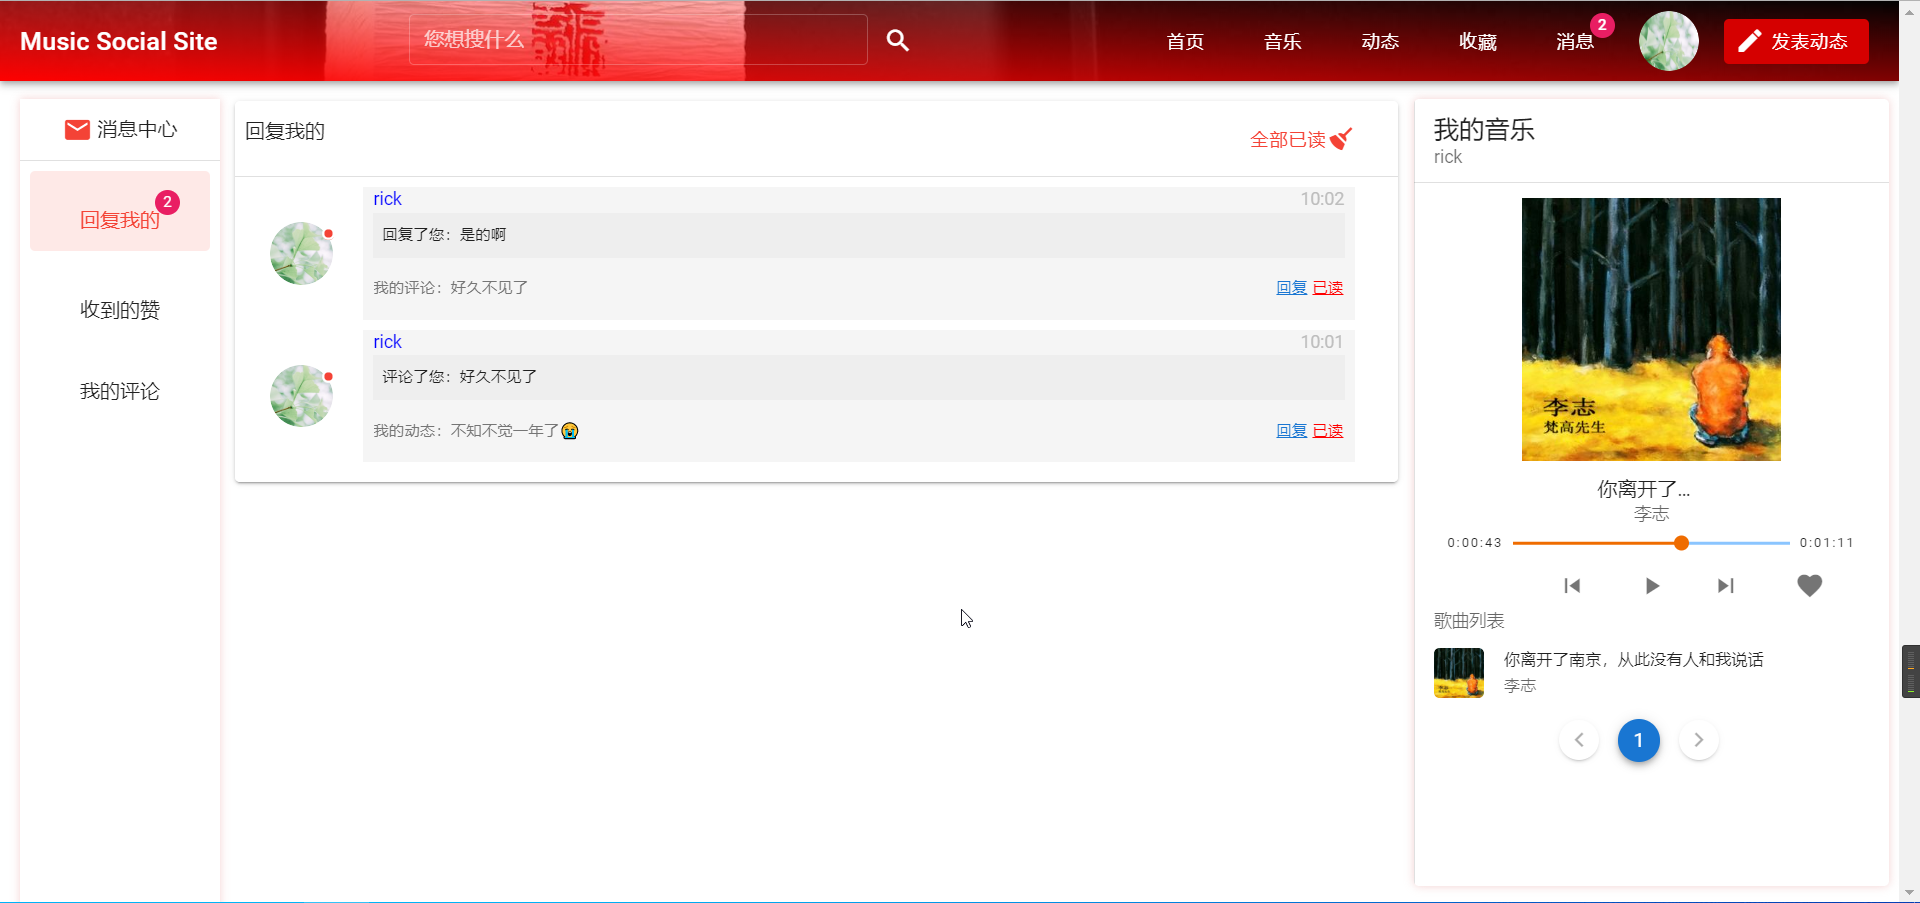 Music Social Site
您想搜什么
首页
音乐
动态
收藏
消息
2
发表动态
消息中心
回复我的
2
收到的赞
我的评论
回复我的
全部已读
rick
10:02
回复了您：是的啊
我的评论：好久不见了
回复 已读
rick
10:01
评论了您：好久不见了
我的动态：不知不觉一年了😭
回复 已读
我的音乐
rick
李志
梵高先生
你离开了...
李志
0:00:43
0:01:11
歌曲列表
你离开了南京，从此没有人和我说话
李志
1